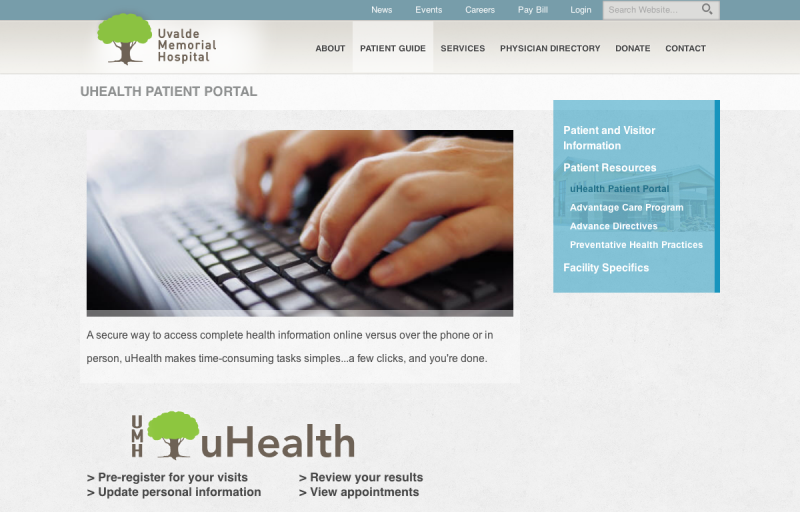 News Events Careers Pay Bill Login Search Website...
Uvalde
Memorial
Hospital
ABOUT PATIENT GUIDE SERVICES PHYSICIAN DIRECTORY DONATE CONTACT
UHEALTH PATIENT PORTAL
Patient and Visitor
Information
Patient Resources
uHealth Patient Portal
Advantage Care Program
Advance Directives
Preventative Health Practices
Facility Specifics
A secure way to access complete health information online versus over the phone or in
person, uHealth makes time-consuming tasks simples...a few clicks, and you're done.
UMH uHealth
> Pre-register for your visits > Review your results
> Update personal information > View appointments